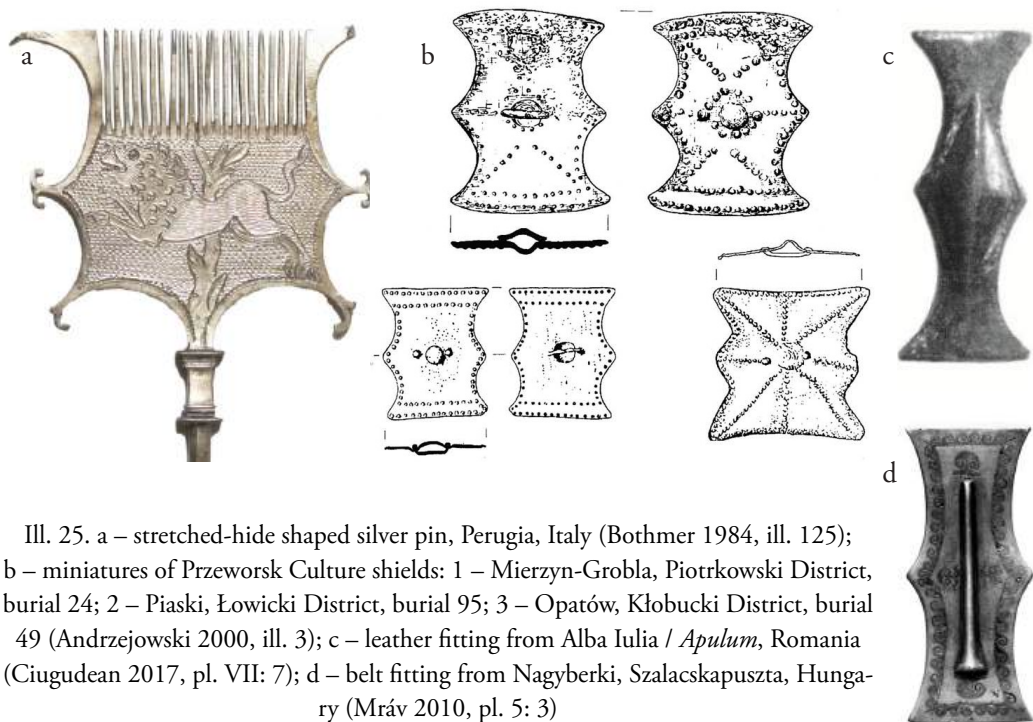 a
b
c
d
Ill. 25. a – stretched-hide shaped silver pin, Perugia, Italy (Bothmer 1984, ill. 125);
b – miniatures of Przeworsk Culture shields: 1 – Mierzyn-Grobla, Piotrkowski District,
burial 24; 2 – Piaski, Łowicki District, burial 95; 3 – Opatów, Kłobucki District, burial
49 (Andrzejowski 2000, ill. 3); c – leather fitting from Alba Iulia / Apulum, Romania
(Ciugudean 2017, pl. VII: 7); d – belt fitting from Nagyberki, Szalacskapuszta, Hunga-
ry (Mráv 2010, pl. 5: 3)